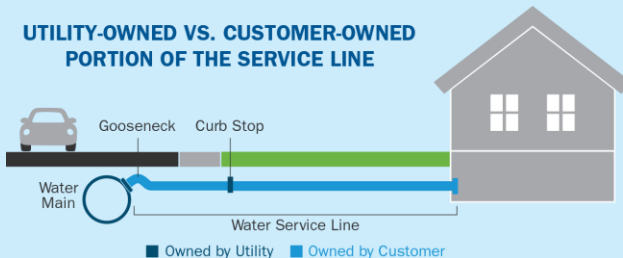 UTILITY-OWNED VS. CUSTOMER-OWNED
PORTION OF THE SERVICE LINE
Gooseneck
Curb Stop
Water
Main
Water Service Line
Owned by Utility
Owned by Customer